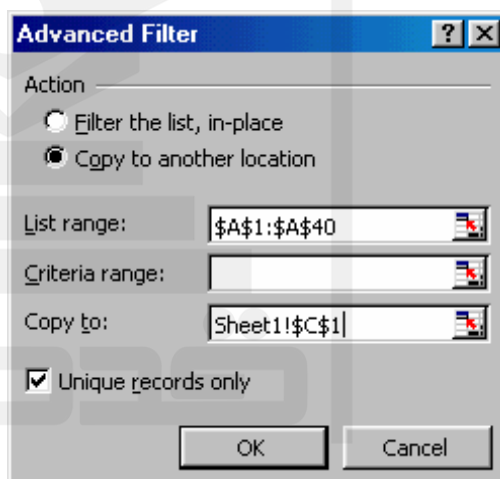 Advanced Filter
Action
Filter the list, in-place
Copy to another location
List range: $A$1:$A$40
Criteria range:
Copy to: Sheet1!$C$1
Unique records only
OK Cancel